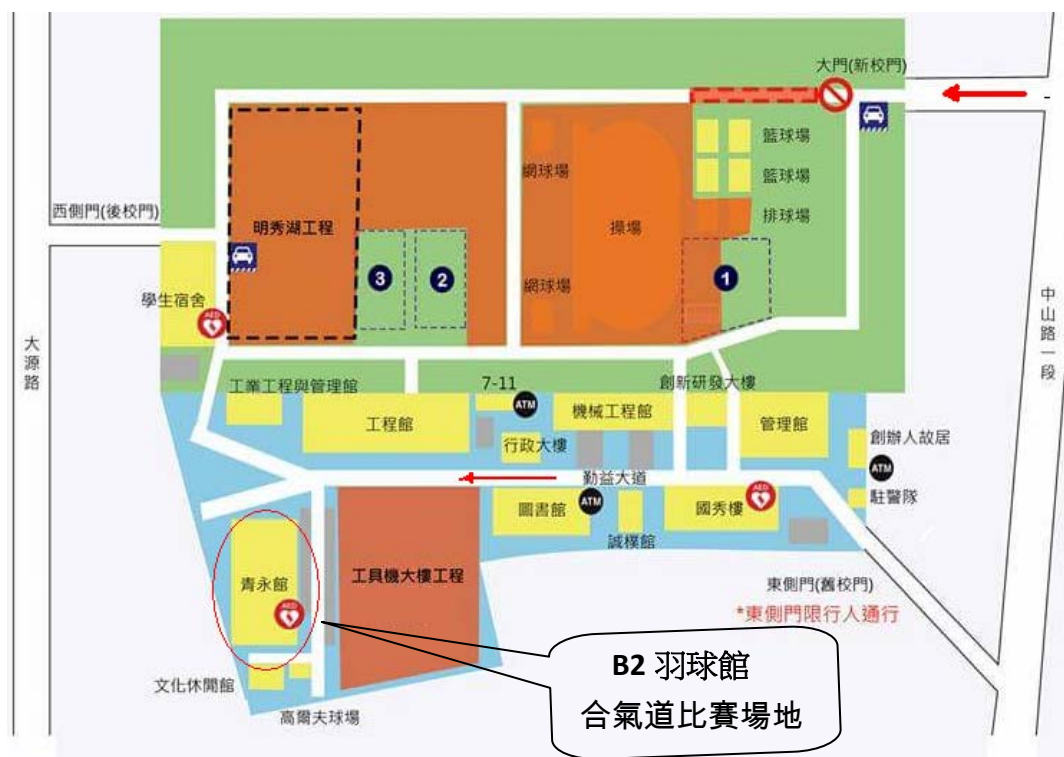 大門(新校門)
籃球場
網球場
籃球場
西側門(後校門)
排球場
明秀湖工程
操場
3
2
1
網球場
學生宿舍
AED
中山路一段
大源路
工業工程與管理館
7-11
創新研發大樓
ATM
機械工程館
工程館
管理館
行政大樓
創辦人故居
ATM
勤益大道
AED
駐警隊
圖書館
ATM
國秀樓
誠樸館
青永館
工具機大樓工程
東側門(舊校門)
*東側門限行人通行
AED
B2 羽球館
合氣道比賽場地
文化休閒館
高爾夫球場